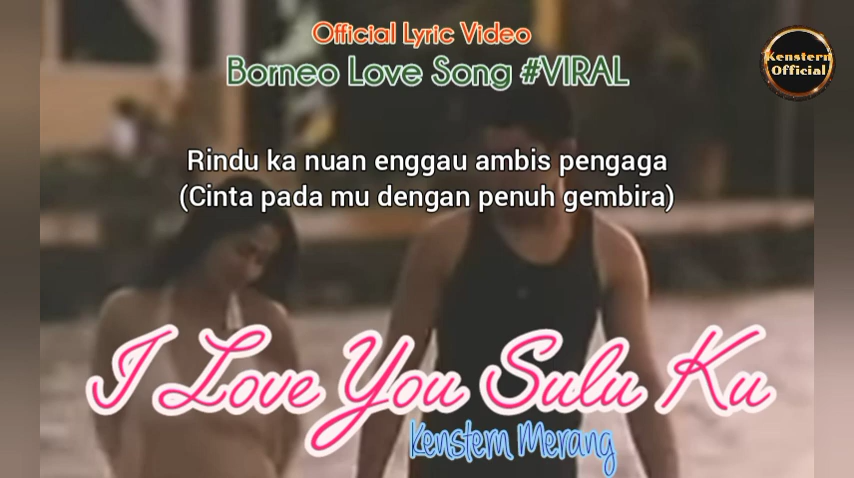 Official Lyric Video
Borneo Love Song #VIRAL
Kenstern
Official
Rindu ka nuan enggau ambis pengaga
(Cinta pada mu dengan penuh gembira)
I Love You Sulu Ku
Kenstern Merang